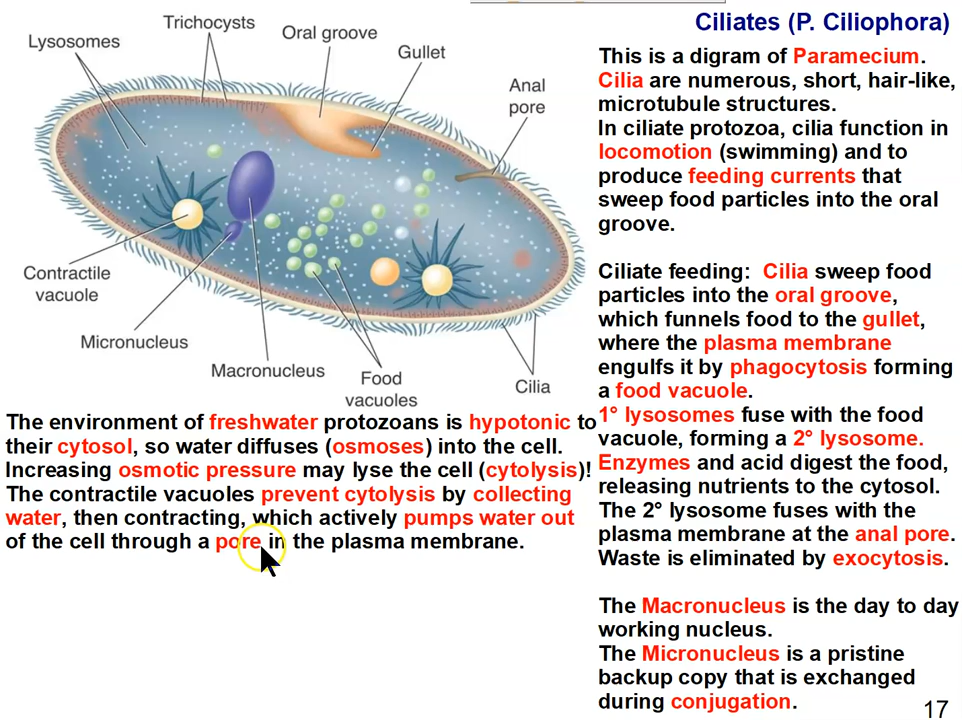 Ciliates (P. Ciliophora)
Trichocysts
Lysosomes
Oral groove
Gullet
Anal
pore
Contractile
vacuole
Micronucleus
Macronucleus
Food
vacuoles
Cilia
This is a digram of Paramecium.
Cilia are numerous, short, hair-like,
microtubule structures.
In ciliate protozoa, cilia function in
locomotion (swimming) and to
produce feeding currents that
sweep food particles into the oral
groove.
Ciliate feeding: Cilia sweep food
particles into the oral groove,
which funnels food to the gullet,
where the plasma membrane
engulfs it by phagocytosis forming
a food vacuole.
1° lysosomes fuse with the food
vacuole, forming a 2° lysosome.
Enzymes and acid digest the food,
releasing nutrients to the cytosol.
The 2° lysosome fuses with the
plasma membrane at the anal pore.
Waste is eliminated by exocytosis.
The Macronucleus is the day to day
working nucleus.
The Micronucleus is a pristine
backup copy that is exchanged
during conjugation.
The environment of freshwater protozoans is hypotonic to
their cytosol, so water diffuses (osmoses) into the cell.
Increasing osmotic pressure may lyse the cell (cytolysis)!
The contractile vacuoles prevent cytolysis by collecting
water, then contracting, which actively pumps water out
of the cell through a pore in the plasma membrane.
17